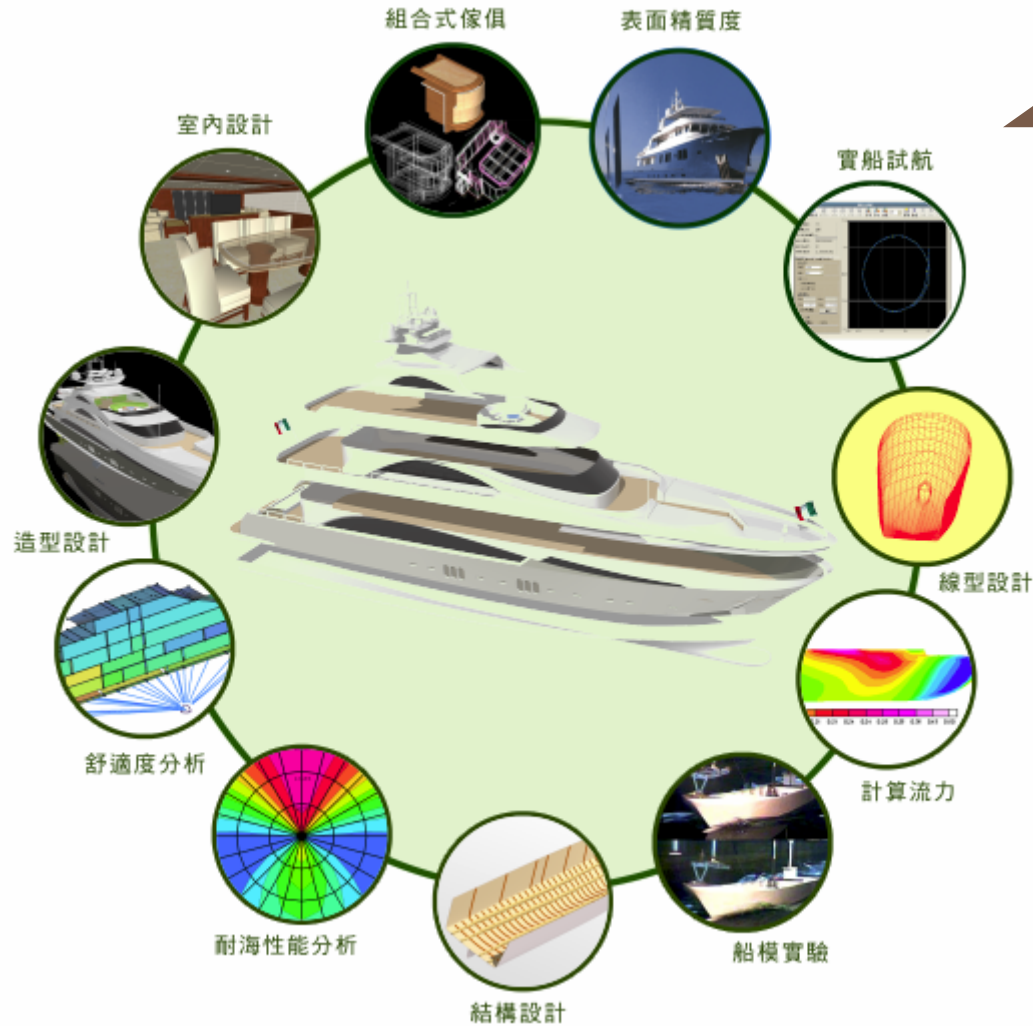 組合式傢俱
表面精質度
室內設計
實船試航
造型設計
線型設計
舒適度分析
計算流力
耐海性能分析
船模實驗
結構設計